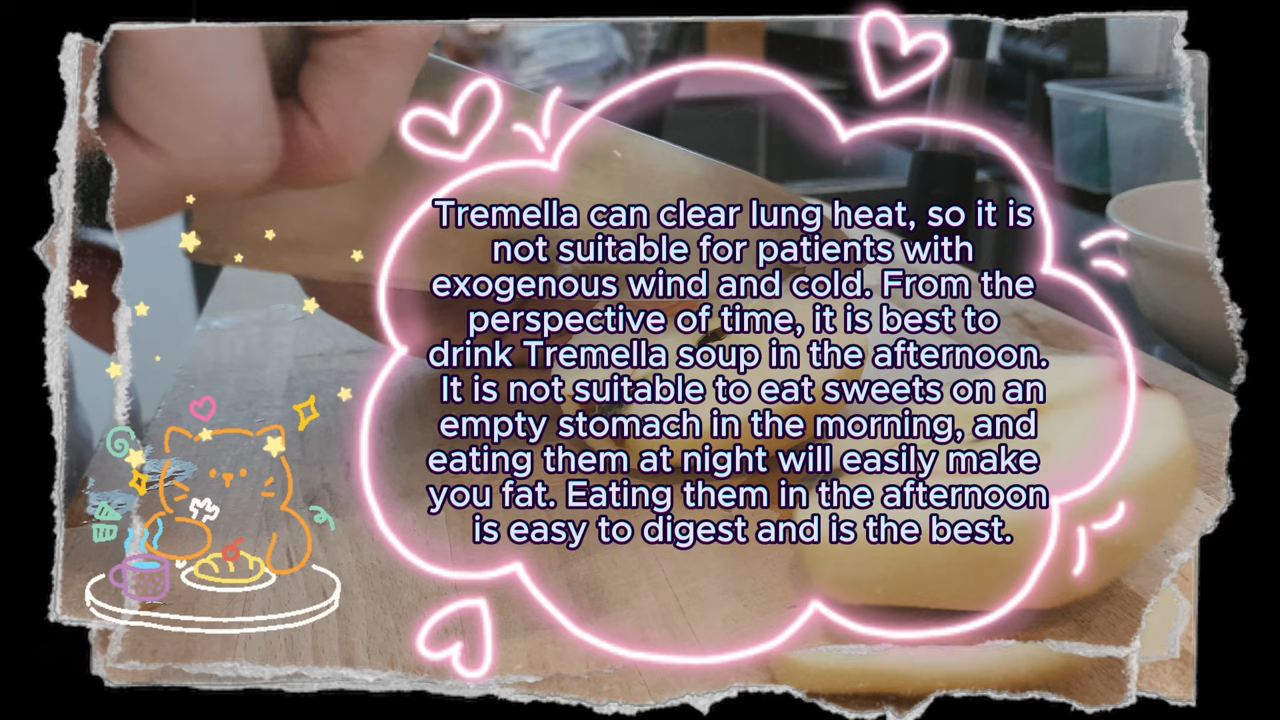 Tremella can clear lung heat, so it is
not suitable for patients with
exogenous wind and cold. From the
perspective of time, it is best to
drink Tremella soup in the afternoon.
It is not suitable to eat sweets on an
empty stomach in the morning, and
eating them at night will easily make
you fat. Eating them in the afternoon
is easy to digest and is the best.